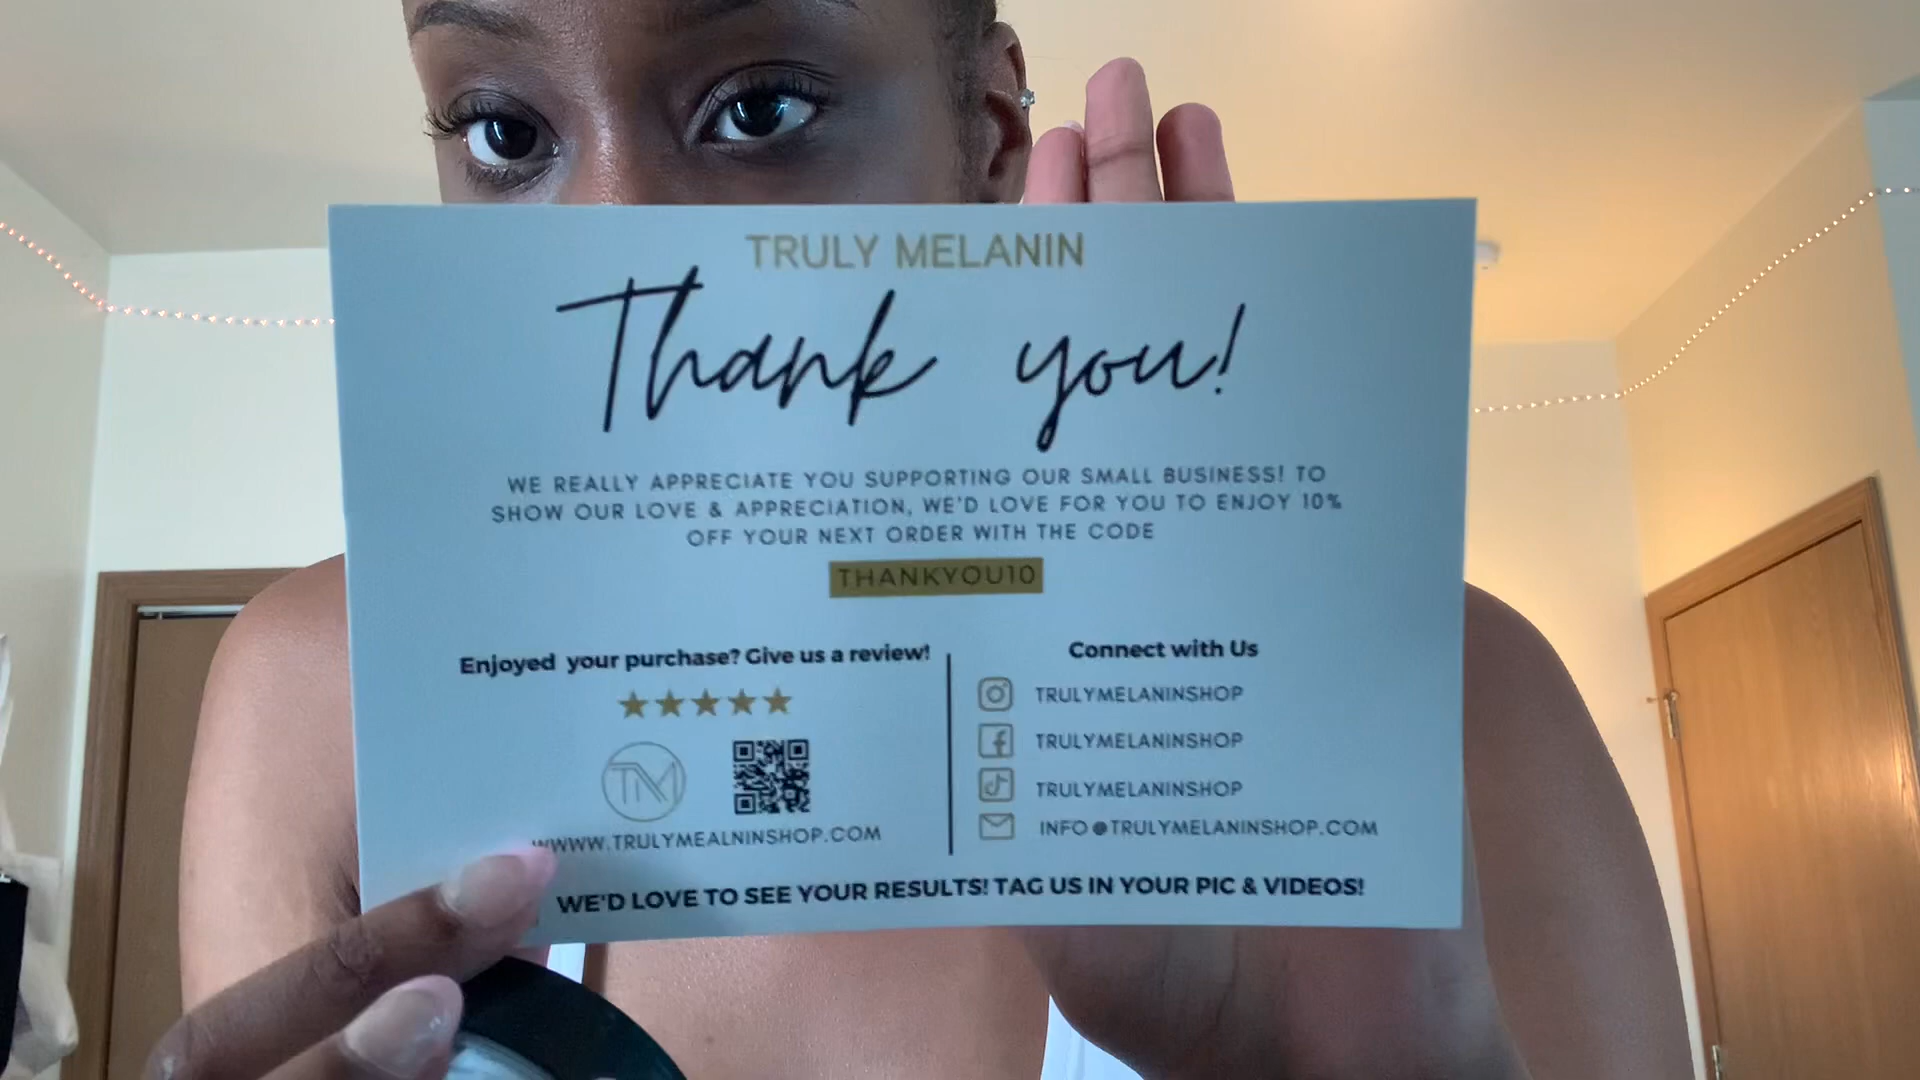 TRULY MELANIN
Thank you!
WE REALLY APPRECIATE YOU SUPPORTING OUR SMALL BUSINESS! TO
SHOW OUR LOVE & APPRECIATION, WE'D LOVE FOR YOU TO ENJOY 10%
OFF YOUR NEXT ORDER WITH THE CODE
THANKYOU10
Enjoyed your purchase? Give us a review!
TM
WWWW.TRULYMEALNINSHOP.COM
Connect with Us
TRULYMELANINSHOP
TRULYMELANINSHOP
TRULYMELANINSHOP
INFO@TRULYMELANINSHOP.COM
WE'D LOVE TO SEE YOUR RESULTS! TAG US IN YOUR PIC & VIDEOS!